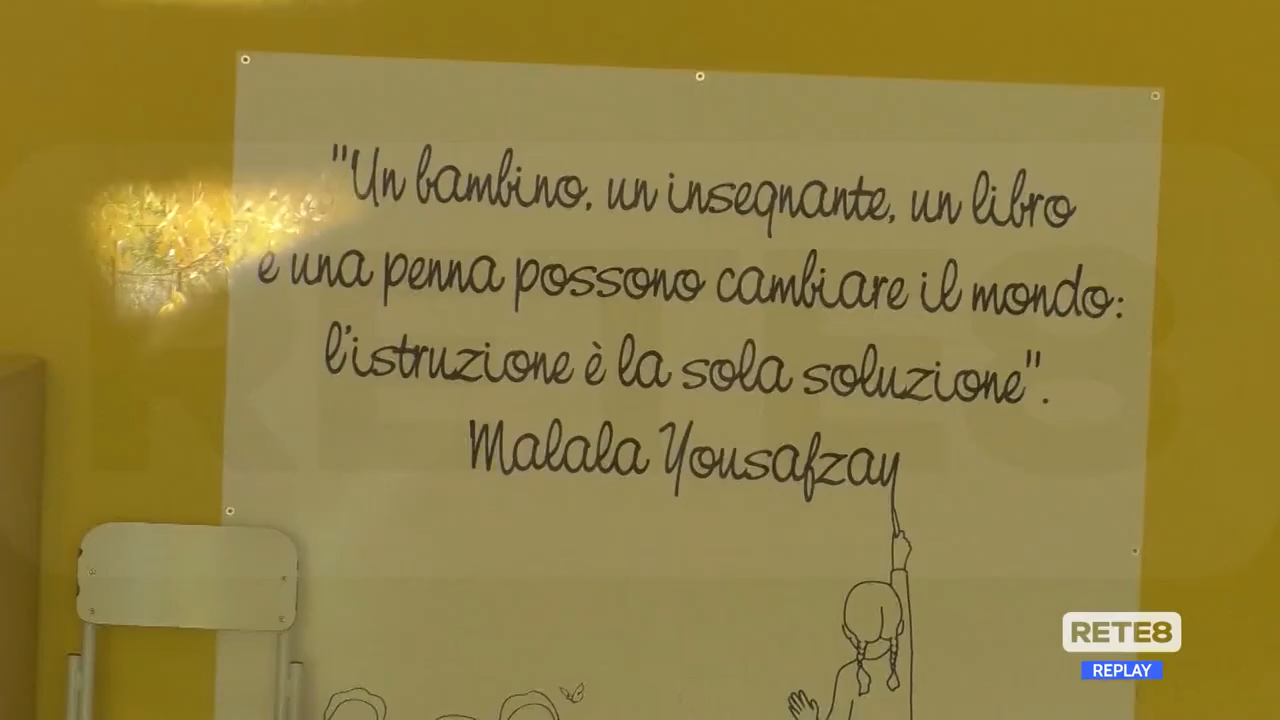 "Un bambino, un insegnante, un libro
e una penna possono cambiare il mondo:
l'istruzione è la sola soluzione".
Malala Yousafzay
RETE8
REPLAY